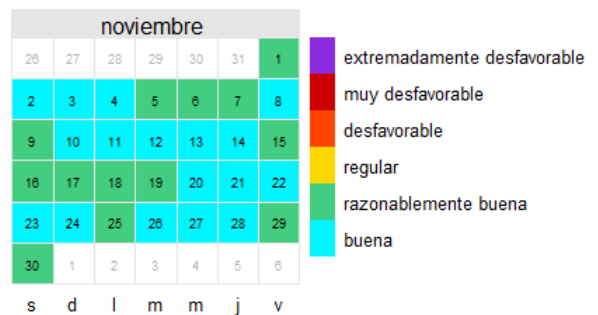 noviembre
26 27 28 29 30 31 1
2 3 4 5 6 7 8
9 10 11 12 13 14 15
16 17 18 19 20 21 22
23 24 25 26 27 28 29
30 1 2 3 4 5 6
s d l m m j v
extremadamente desfavorable
muy desfavorable
desfavorable
regular
razonablemente buena
buena